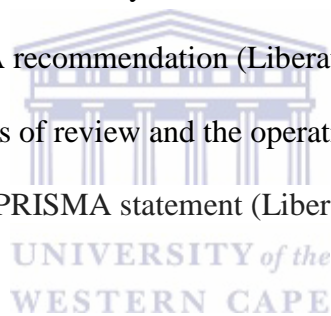 A recommendation (Libera
s of review and the operat
PRISMA statement (Liber
UNIVERSITY of the
WESTERN CAPE